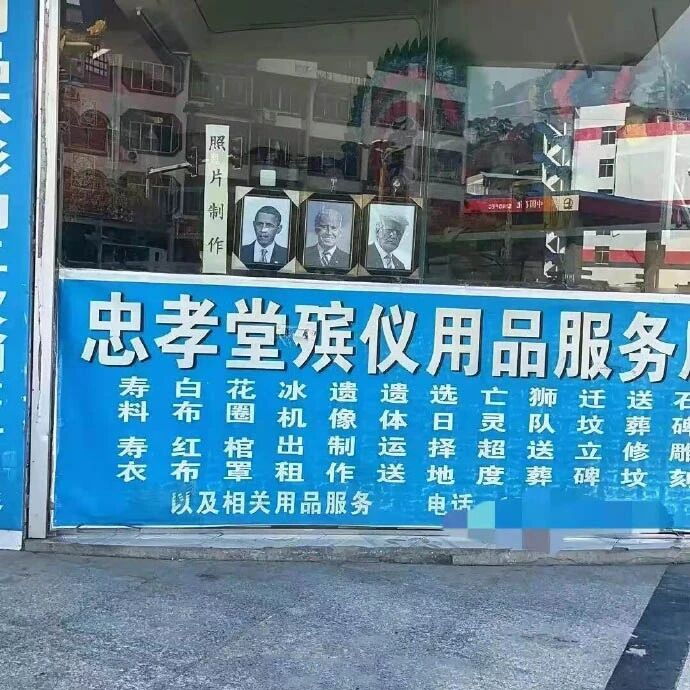 照片制作
忠孝堂殡仪用品服务
寿料寿衣
白布红布
花圈棺罩
冰机出租
遗像制作
遗体运送
选日择地
亡灵超度
狮队送葬
迁坟立碑
送葬修坟
石碑雕刻
以及相关用品服务 电话